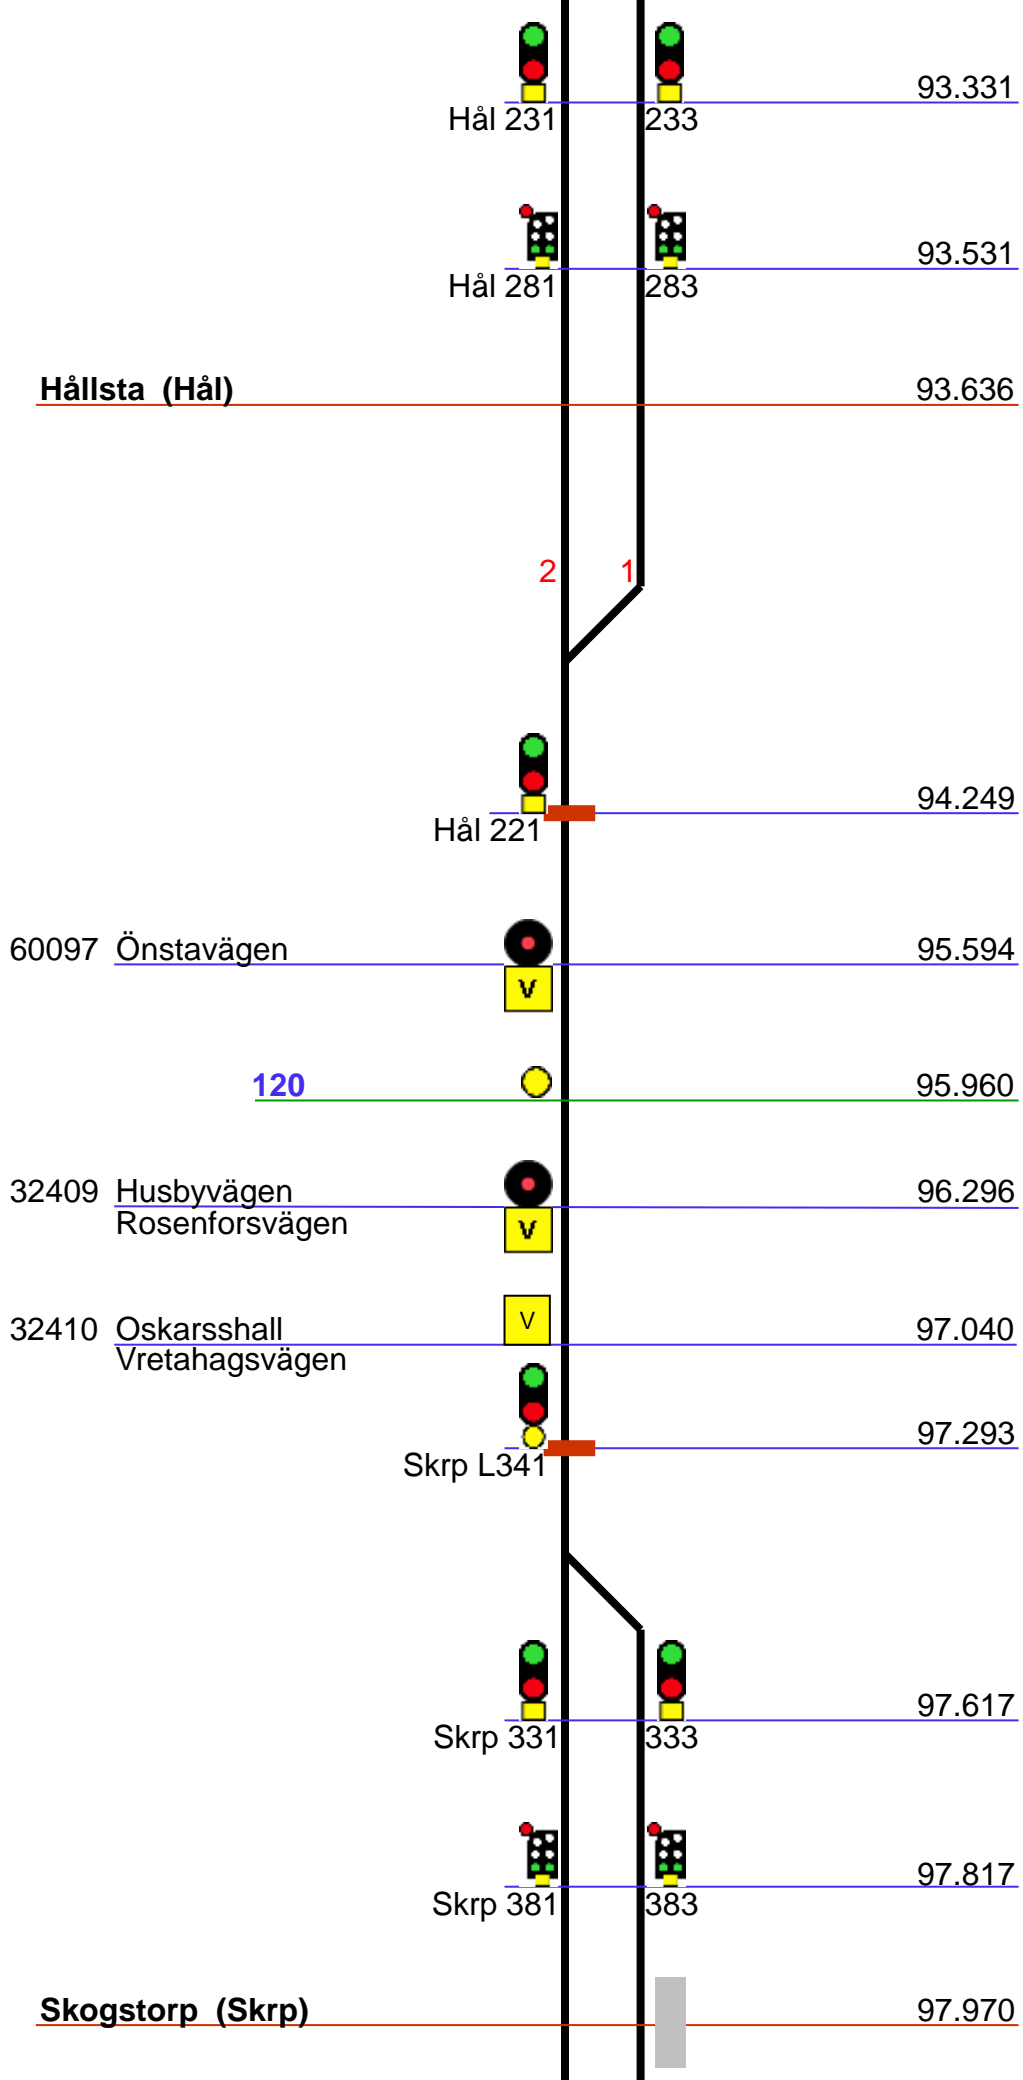 93.331
Hål 231 233
93.531
Hål 281 283
Hållsta (Hål) 93.636
2 1
94.249
Hål 221
60097 Önstavägen 95.594
V
120 95.960
32409 Husbyvägen 96.296
Rosenforsvägen V
32410 Oskarsshall V 97.040
Vretahagsvägen
97.293
Skrp L341
97.617
Skrp 331 333
97.817
Skrp 381 383
Skogstorp (Skrp) 97.970